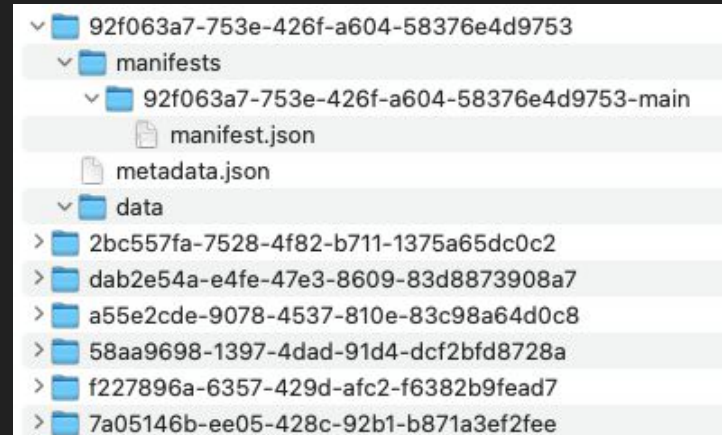 92f063a7-753e-426f-a604-58376e4d9753
manifests
92f063a7-753e-426f-a604-58376e4d9753-main
manifest.json
metadata.json
data
2bc557fa-7528-4f82-b711-1375a65dc0c2
dab2e54a-e4fe-47e3-8609-83d8873908a7
a55e2cde-9078-4537-810e-83c98a64d0c8
58aa9698-1397-4dad-91d4-dcf2bfd8728a
f227896a-6357-429d-afc2-f6382b9fead7
7a05146b-ee05-428c-92b1-b871a3ef2fee